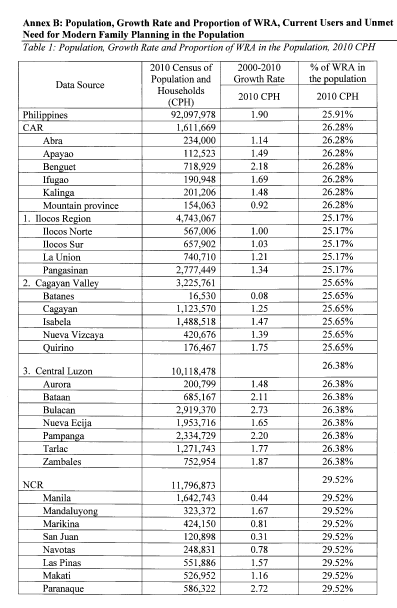 Annex B: Population, Growth Rate and Proportion of WRA, Current Users and Unmet
Need for Modern Family Planning in the Population
Table 1: Population, Growth Rate and Proportion of WRA in the Population, 2010 CPH
Data Source
2010 Census of
Population and
Households
(CPH)
2000-2010
Growth Rate
% of WRA in
the population
2010 CPH
2010 CPH
Philippines 92,097,978 1.90 25.91%
CAR 1,611,669 26.28%
Abra 234,000 1.14 26.28%
Apayao 112,523 1.49 26.28%
Benguet 718,929 2.18 26.28%
Ifugao 190,948 1.69 26.28%
Kalinga 201,206 1.48 26.28%
Mountain province 154,063 0.92 26.28%
1. Ilocos Region 4,743,067 25.17%
Ilocos Norte 567,006 1.00 25.17%
Ilocos Sur 657,902 1.03 25.17%
La Union 740,710 1.21 25.17%
Pangasinan 2,777,449 1.34 25.17%
2. Cagayan Valley 3,225,761 25.65%
Batanes 16,530 0.08 25.65%
Cagayan 1,123,570 1.25 25.65%
Isabela 1,488,518 1.47 25.65%
Nueva Vizcaya 420,676 1.39 25.65%
Quirino 176,467 1.75 25.65%
3. Central Luzon 10,118,478 26.38%
Aurora 200,799 1.48 26.38%
Bataan 685,167 2.11 26.38%
Bulacan 2,919,370 2.73 26.38%
Nueva Ecija 1,953,716 1.65 26.38%
Pampanga 2,334,729 2.20 26.38%
Tarlac 1,271,743 1.77 26.38%
Zambales 752,954 1.87 26.38%
NCR 11,796,873 29.52%
Manila 1,642,743 0.44 29.52%
Mandaluyong 323,372 1.67 29.52%
Marikina 424,150 0.81 29.52%
San Juan 120,898 0.31 29.52%
Navotas 248,831 0.78 29.52%
Las Pinas 551,886 1.57 29.52%
Makati 526,952 1.16 29.52%
Paranaque 586,322 2.72 29.52%